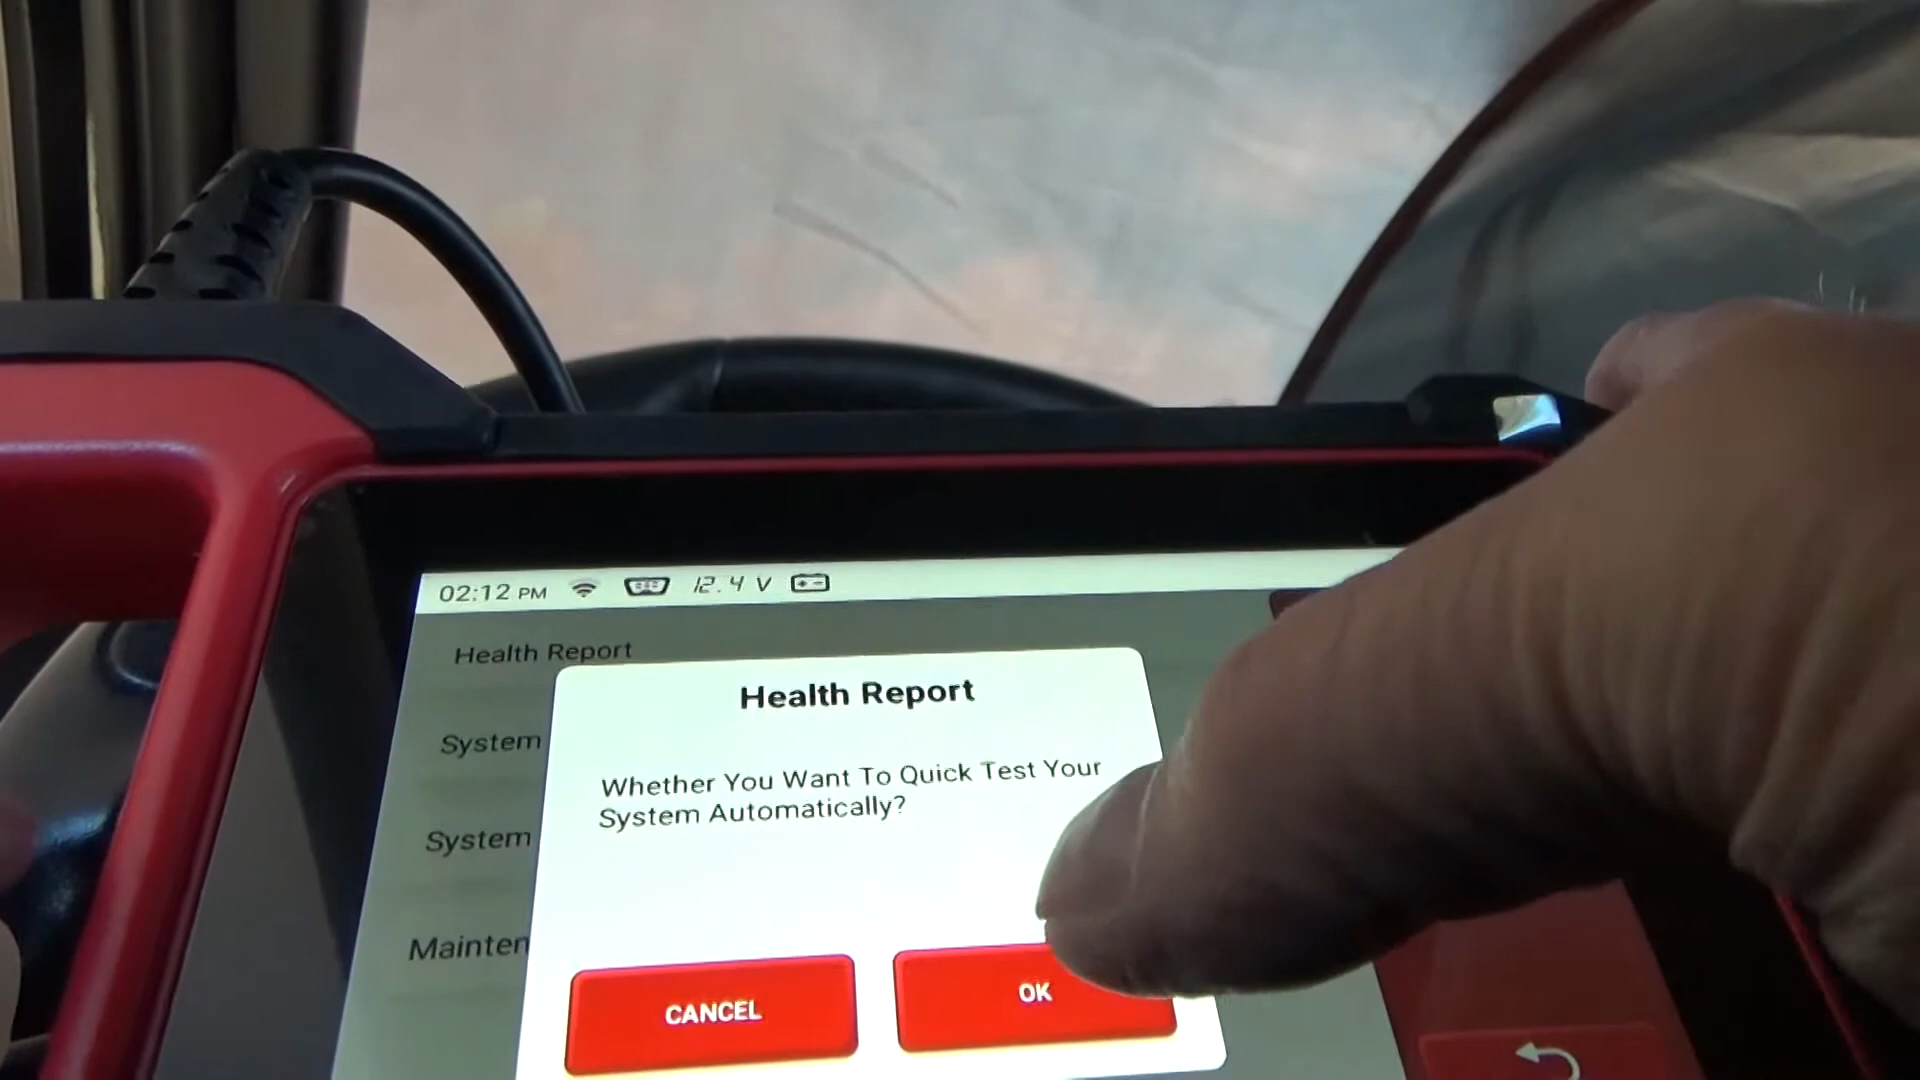 02:12 PM 12.4 V
Health Report
Health Report
System
Whether You Want To Quick Test Your
System Automatically?
System
CANCEL
OK